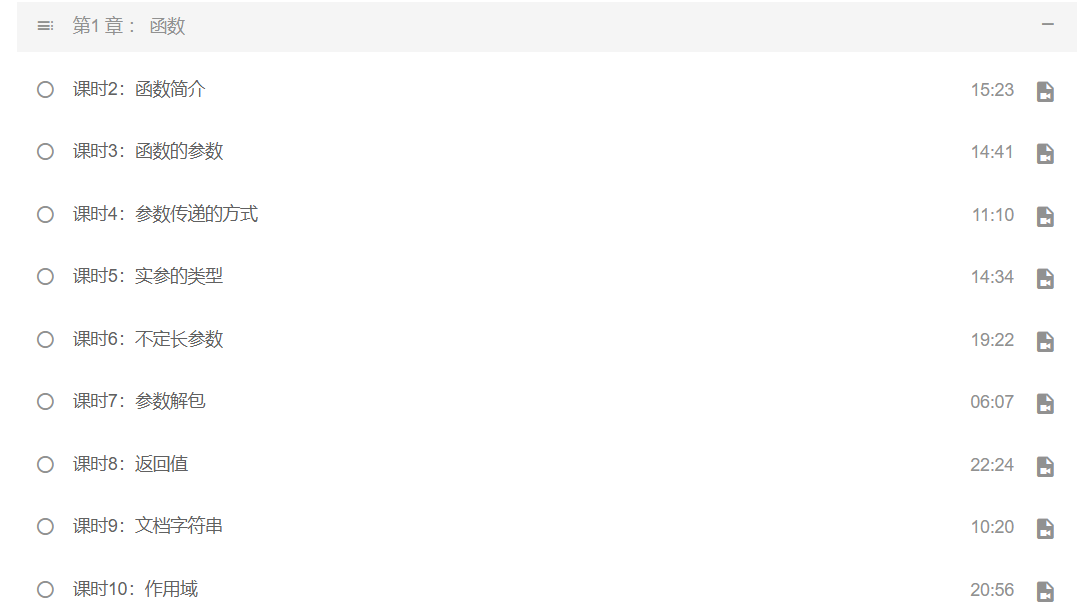 第1 章： 函数
课时2：函数简介 15:23
课时3：函数的参数 14:41
课时4：参数传递的方式 11:10
课时5：实参的类型 14:34
课时6：不定长参数 19:22
课时7：参数解包 06:07
课时8：返回值 22:24
课时9：文档字符串 10:20
课时10：作用域 20:56